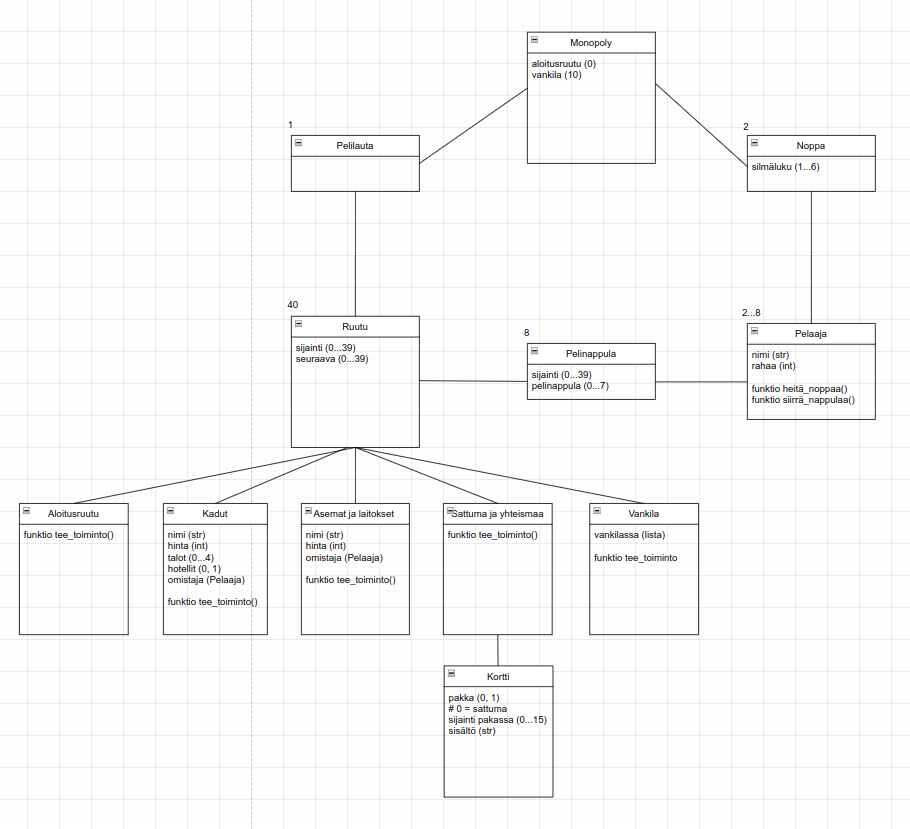 Monopoly
aloitusruutu (0)
vankila (10)
1
Pelilauta
2
Noppa
silmäluku (1...6)
40
Ruutu
sijainti (0...39)
seuraava (0...39)
8
Pelinappula
sijainti (0...39)
pelinappula (0...7)
2...8
Pelaaja
nimi (str)
rahaa (int)
funktio heitä_noppaa()
funktio siirrä_nappulaa()
Aloitusruutu
funktio tee_toiminto()
Kadut
nimi (str)
hinta (int)
talot (0...4)
hotellit (0, 1)
omistaja (Pelaaja)
funktio tee_toiminto()
Asemat ja laitokset
nimi (str)
hinta (int)
omistaja (Pelaaja)
funktio tee_toiminto()
Sattuma ja yhteismaa
funktio tee_toiminto()
Vankila
vankilassa (lista)
funktio tee_toiminto
Kortti
pakka (0, 1)
# 0 = sattuma
sijainti pakassa (0...15)
sisältö (str)